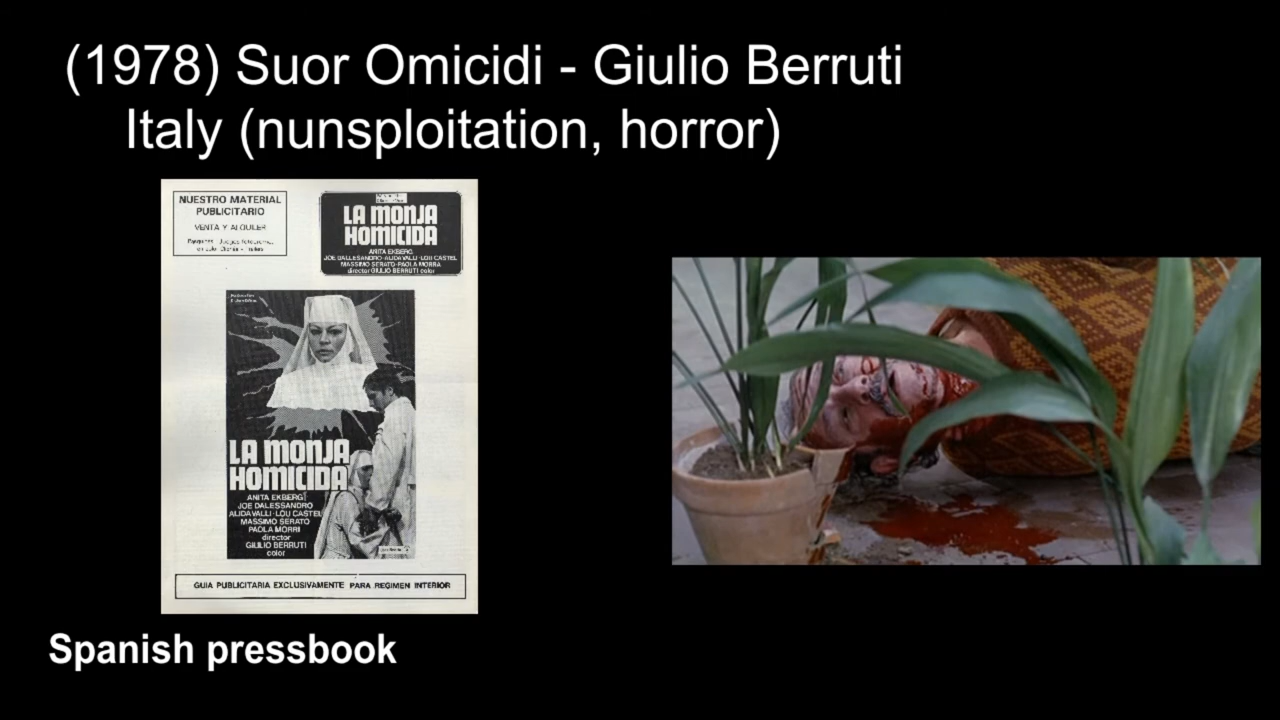 (1978) Suor Omicidi - Giulio Berruti
Italy (nunsploitation, horror)
NUESTRO MATERIAL
PUBLICITARIO
VENTA Y ALQUILER
LA MONJA
HOMICIDA
ANITA EKBERG
JOE DALLESANDRO·ALIDA VALLI·LOU CASTEL
MASSIMO SERATO·PAOLA MORRA
director GIULIO BERRUTI color
LA MONJA
HOMICIDA
ANITA EKBERG
JOE DALESSANDRO
ALIDA VALLI·LOU CASTEL
MASSIMO SERATO
PAOLA MORRI
director
GIULIO BERRUTI
color
GUIA PUBLICITARIA EXCLUSIVAMENTE PARA REGIMEN INTERIOR
Spanish pressbook